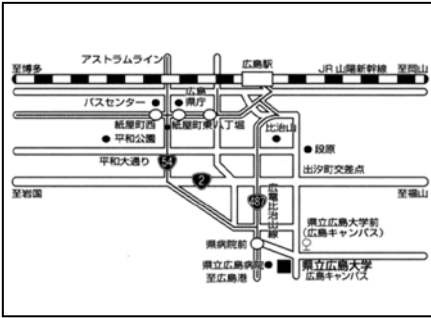 アストラムライン
広島駅
至博多
JR山陽新幹線
至岡山
広島
県庁
バスセンター
紙屋町西
紙屋町東
八丁堀
比治山
平和公園
段原
平和大通り
54
出汐町交差点
2
至岩国
487
広電比治山線
至福山
県立広島大学前
(広島キャンパス)
県病院前
県立広島病院
県立広島大学
広島キャンパス
至広島港